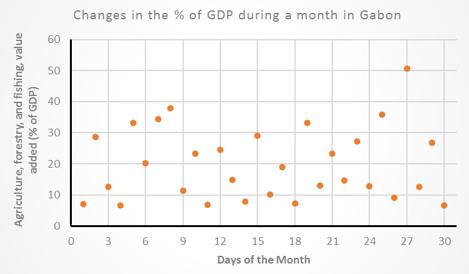 Changes in the % of GDP during a month in Gabon
Agriculture, forestry, and fishing, value
added (% of GDP)
60
50
40
30
20
10
0
0 3 6 9 12 15 18 21 24 27 30
Days of the Month